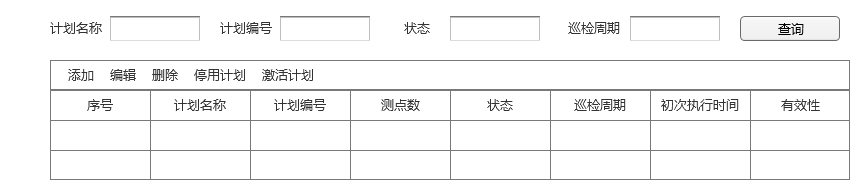 计划名称 计划编号 状态 巡检周期 查询
添加 编辑 删除 停用计划 激活计划
序号 计划名称 计划编号 测点数 状态 巡检周期 初次执行时间 有效性